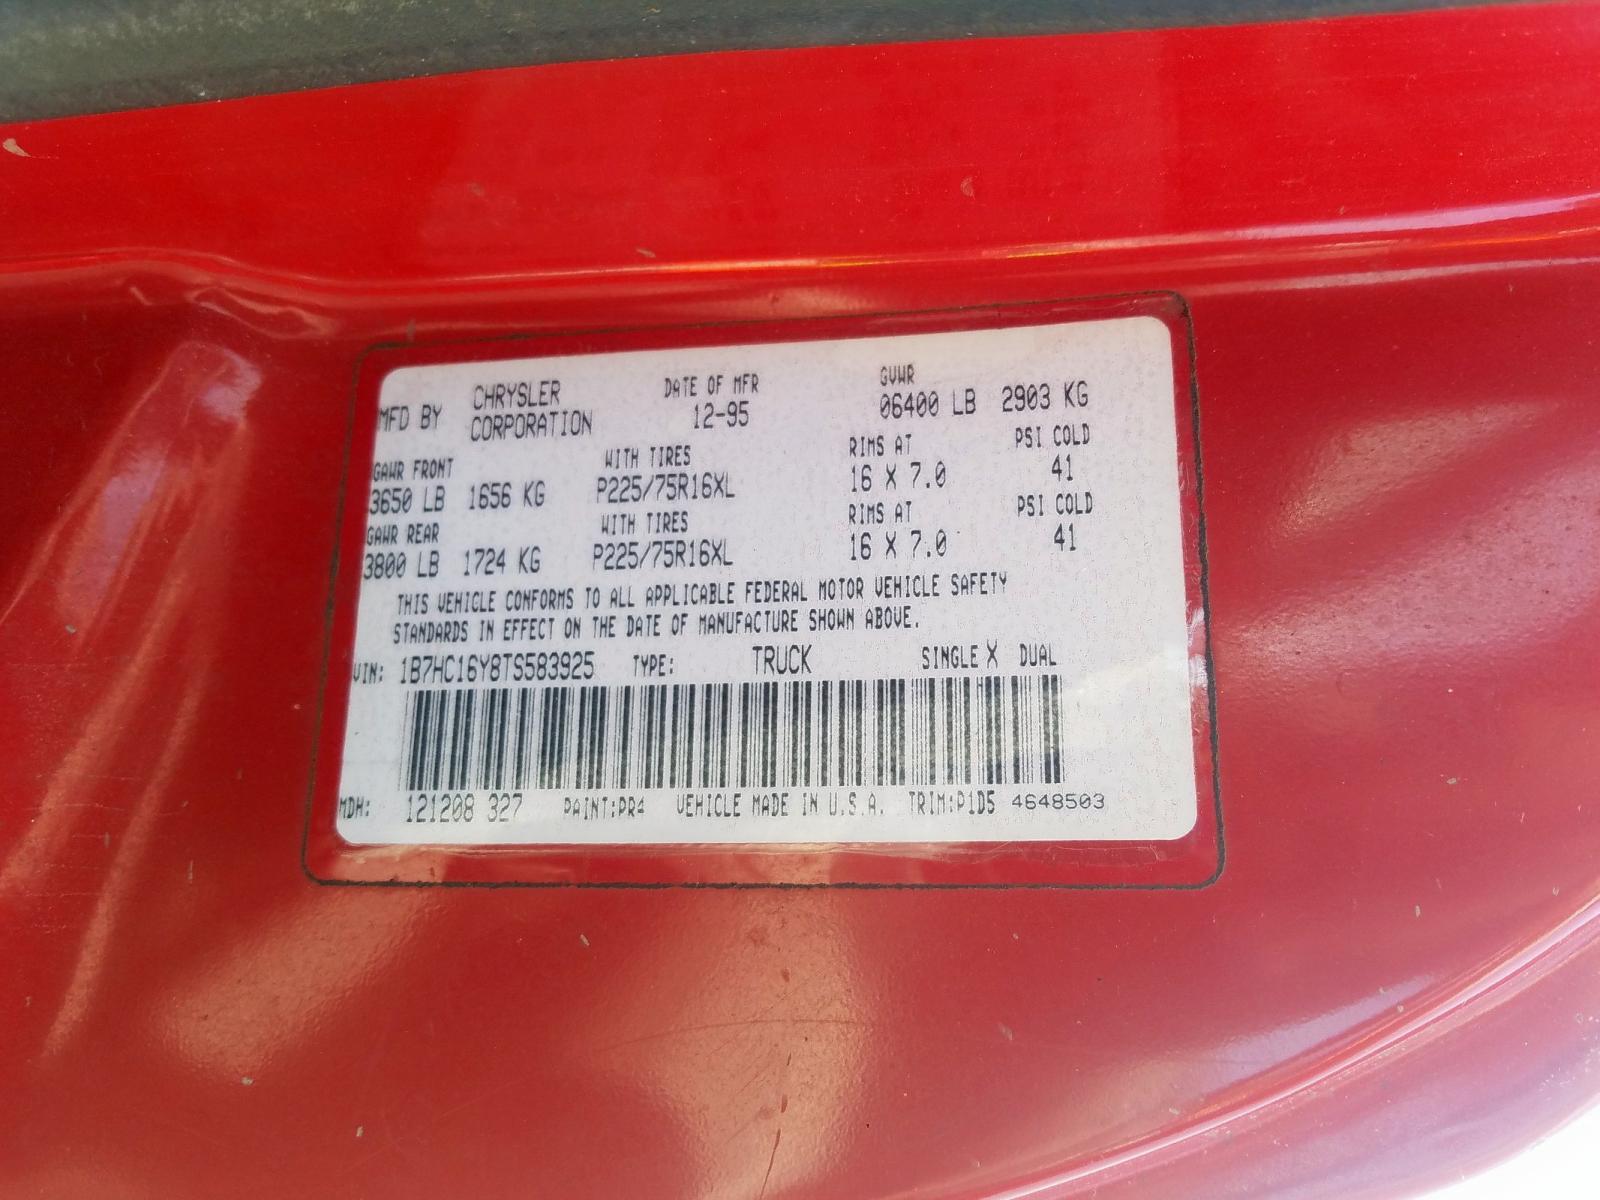 MFD BY CHRYSLER CORPORATION DATE OF MFR 12-95 GVWR 06400 LB 2903 KG
GAWR FRONT WITH TIRES RIMS AT PSI COLD
3650 LB 1656 KG P225/75R16XL 16 X 7.0 41
GAWR REAR WITH TIRES RIMS AT PSI COLD
3800 LB 1724 KG P225/75R16XL 16 X 7.0 41
THIS VEHICLE CONFORMS TO ALL APPLICABLE FEDERAL MOTOR VEHICLE SAFETY
STANDARDS IN EFFECT ON THE DATE OF MANUFACTURE SHOWN ABOVE.
VIN: 1B7HC16Y8TS583925 TYPE: TRUCK SINGLE X DUAL
MDH: 121208 327 PAINT:PR4 VEHICLE MADE IN U.S.A. TRIM:P1D5 4648503